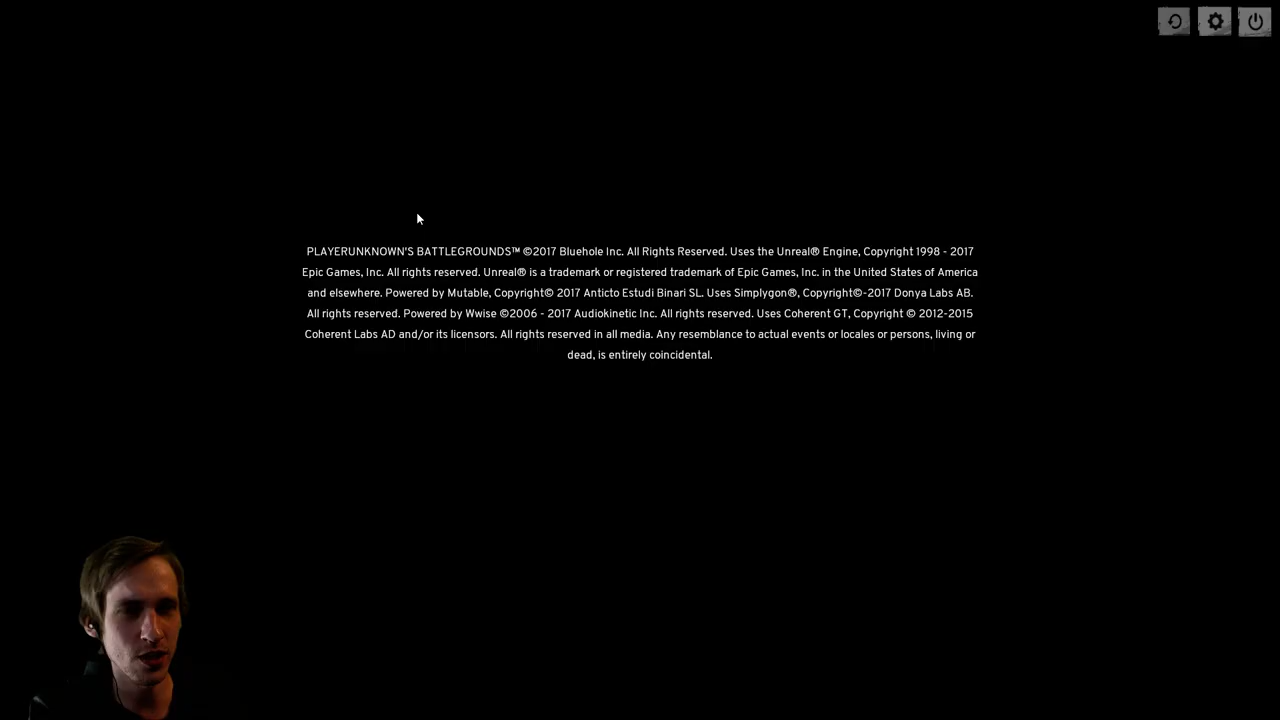 PLAYERUNKNOWN'S BATTLEGROUNDS™ ©2017 Bluehole Inc. All Rights Reserved. Uses the Unreal® Engine, Copyright 1998 - 2017
Epic Games, Inc. All rights reserved. Unreal® is a trademark or registered trademark of Epic Games, Inc. in the United States of America
and elsewhere. Powered by Mutable, Copyright© 2017 Anticto Estudi Binari SL. Uses Simplygon®, Copyright©-2017 Donya Labs AB.
All rights reserved. Powered by Wwise ©2006 - 2017 Audiokinetic Inc. All rights reserved. Uses Coherent GT, Copyright © 2012-2015
Coherent Labs AD and/or its licensors. All rights reserved in all media. Any resemblance to actual events or locales or persons, living or
dead, is entirely coincidental.